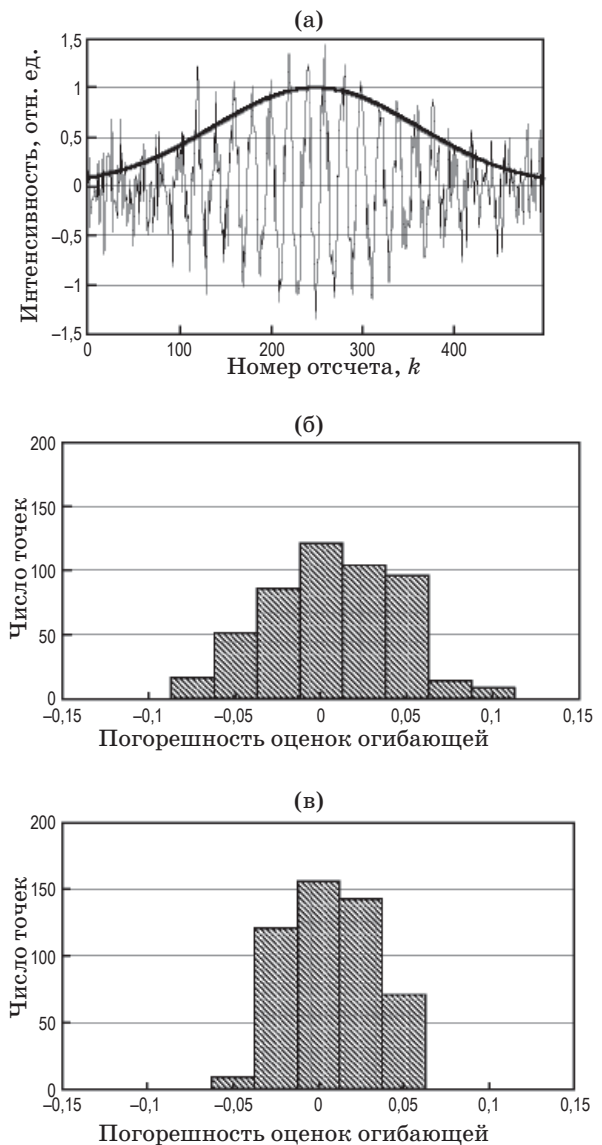 (а)
Интенсивность, отн. ед.
1,5
1
0,5
0
–0,5
–1
–1,5
0 100 200 300 400
Номер отсчета, k
(б)
Число точек
200
150
100
50
0
–0,15 –0,1 –0,05 0 0,05 0,1 0,15
Погорешность оценок огибающей
(в)
Число точек
200
150
100
50
0
–0,15 –0,1 –0,05 0 0,05 0,1 0,15
Погорешность оценок огибающей